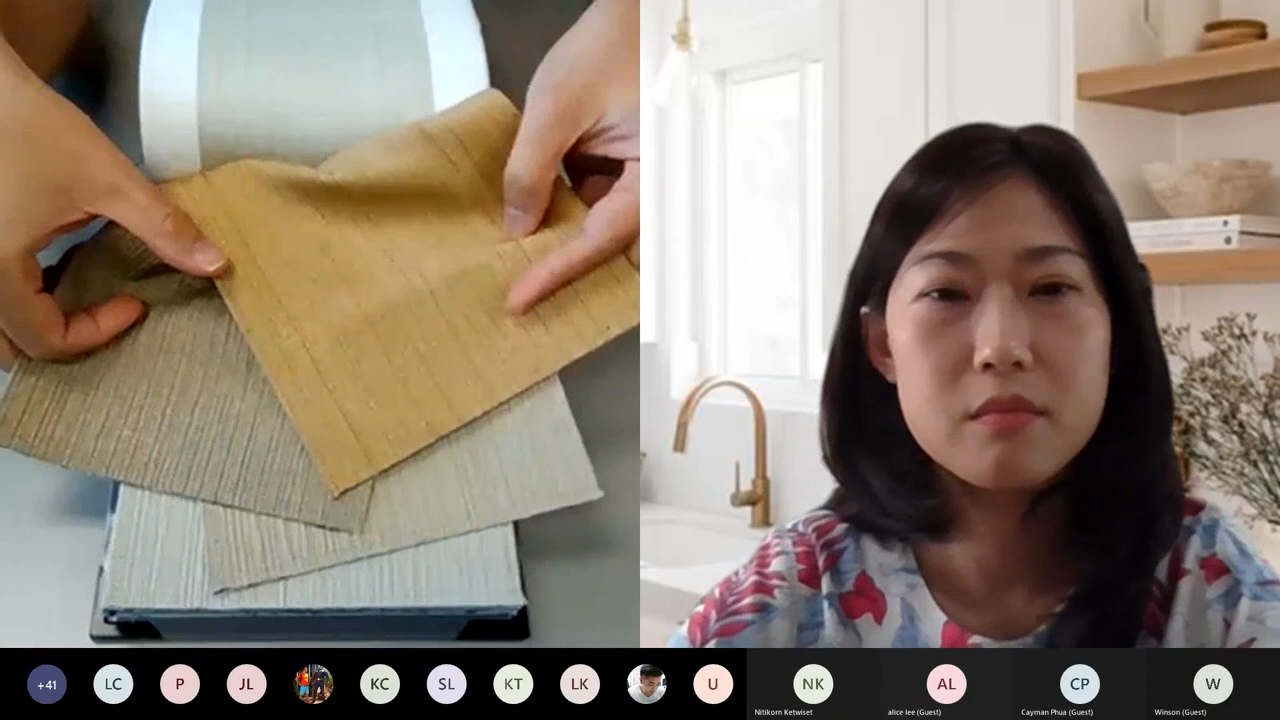 +41
LC
P
JL
KC
SL
KT
LK
U
NK
AL
CP
W
Nitikorn Ketwiset
alice lee (Guest)
Cayman Phua (Guest)
Winson (Guest)